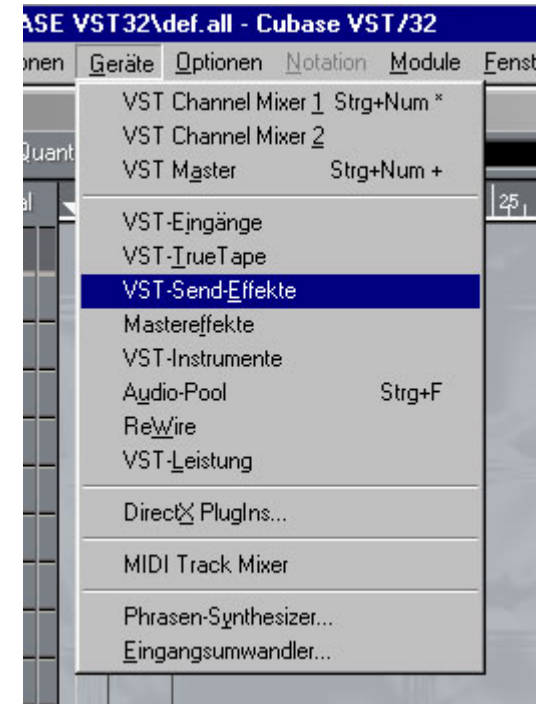 ASE VST32\def.all - Cubase VST/32
onen Geräte Optionen Notation Module Fenst
VST Channel Mixer 1 Strg+Num *
VST Channel Mixer 2
Quant
VST Master Strg+Num +
al
25
VST-Eingänge
VST-TrueTape
VST-Send-Effekte
Mastereffekte
VST-Instrumente
Audio-Pool Strg+F
ReWire
VST-Leistung
DirectX PlugIns...
MIDI Track Mixer
Phrasen-Synthesizer...
Eingangsumwandler...